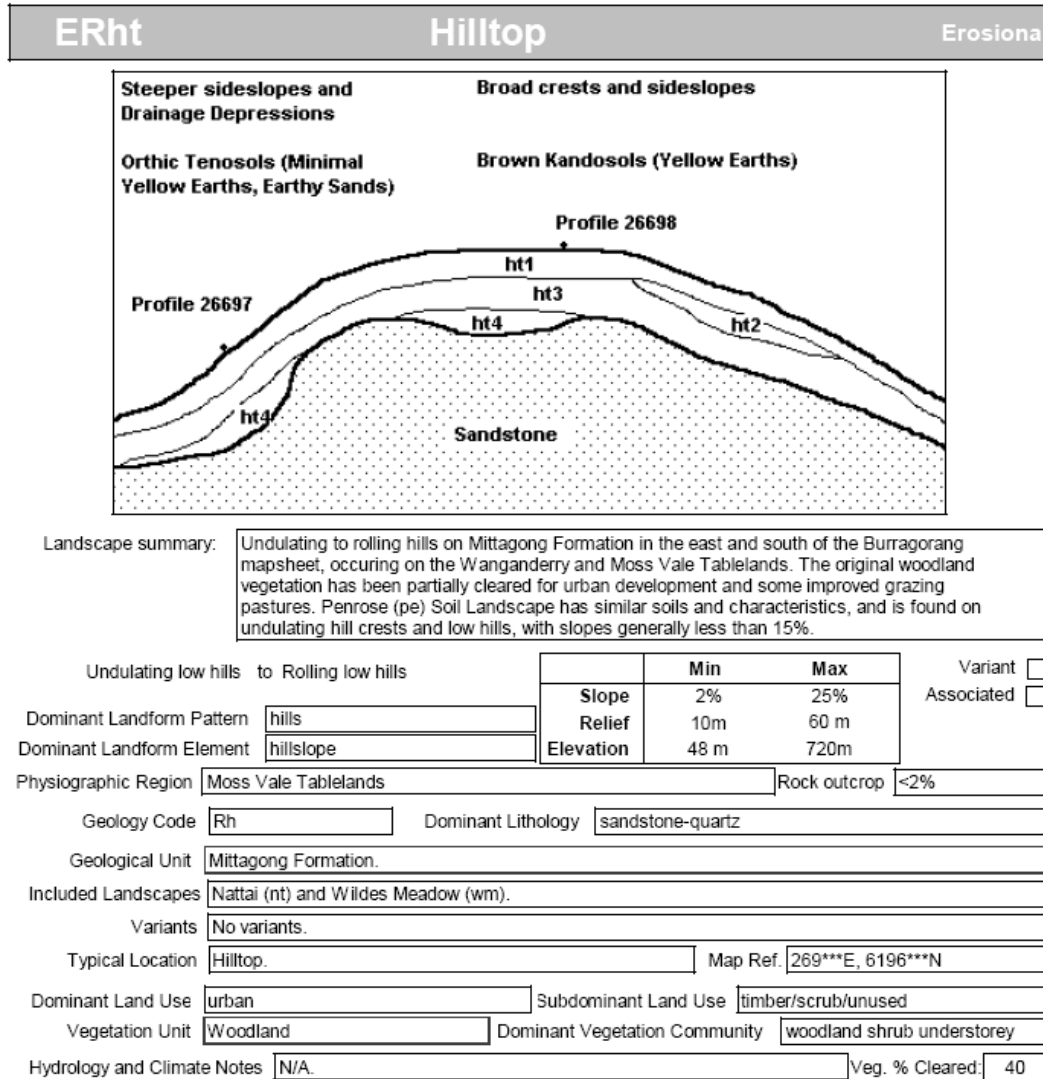 ERht Hilltop Erosiona
Steeper sideslopes and
Drainage Depressions
Broad crests and sideslopes
Orthic Tenosols (Minimal
Yellow Earths, Earthy Sands)
Brown Kandosols (Yellow Earths)
Profile 26698
ht1
ht3
Profile 26697
ht4
ht2
ht4
Sandstone
Landscape summary: Undulating to rolling hills on Mittagong Formation in the east and south of the Burragorang
mapsheet, occuring on the Wanganderry and Moss Vale Tablelands. The original woodland
vegetation has been partially cleared for urban development and some improved grazing
pastures. Penrose (pe) Soil Landscape has similar soils and characteristics, and is found on
undulating hill crests and low hills, with slopes generally less than 15%.
Undulating low hills to Rolling low hills
Min Max
Slope 2% 25%
Relief 10m 60 m
Elevation 48 m 720m
Variant
Associated
Dominant Landform Pattern hills
Dominant Landform Element hillslope
Physiographic Region Moss Vale Tablelands Rock outcrop <2%
Geology Code Rh Dominant Lithology sandstone-quartz
Geological Unit Mittagong Formation.
Included Landscapes Nattai (nt) and Wildes Meadow (wm).
Variants No variants.
Typical Location Hilltop. Map Ref. 269***E, 6196***N
Dominant Land Use urban Subdominant Land Use timber/scrub/unused
Vegetation Unit Woodland Dominant Vegetation Community woodland shrub understorey
Hydrology and Climate Notes N/A. Veg. % Cleared: 40